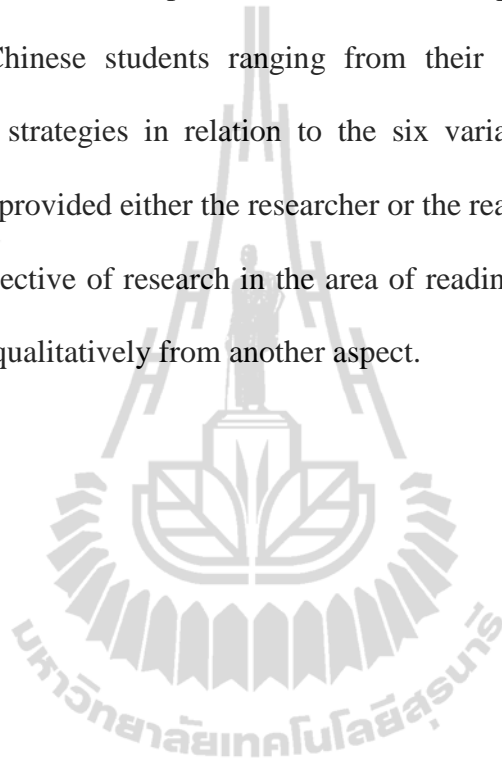 Chinese students ranging from their
strategies in relation to the six varia
provided either the researcher or the rea
ective of research in the area of readin
qualitatively from another aspect.
มหาวิทยาลัยเทคโนโลยีสุรนารี